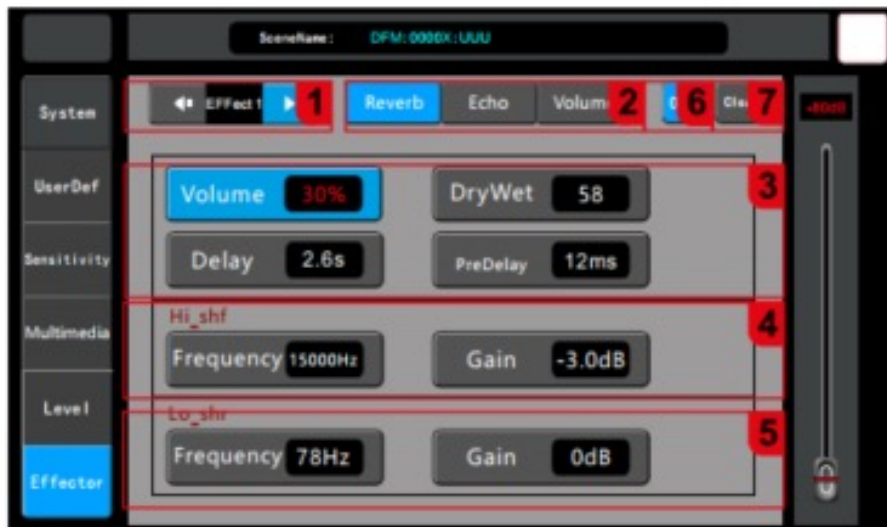 SceneName: DFM:0000X:UUU
System
UserDef
Sensitivity
Multimedia
Level
Effector
EFFect 1 1
Reverb Echo Volum 2
6
7
-80dB
Volume 30% DryWet 58 3
Delay 2.6s PreDelay 12ms
Hi_shf
Frequency 15000Hz Gain -3.0dB 4
Lo_shr
Frequency 78Hz Gain 0dB 5